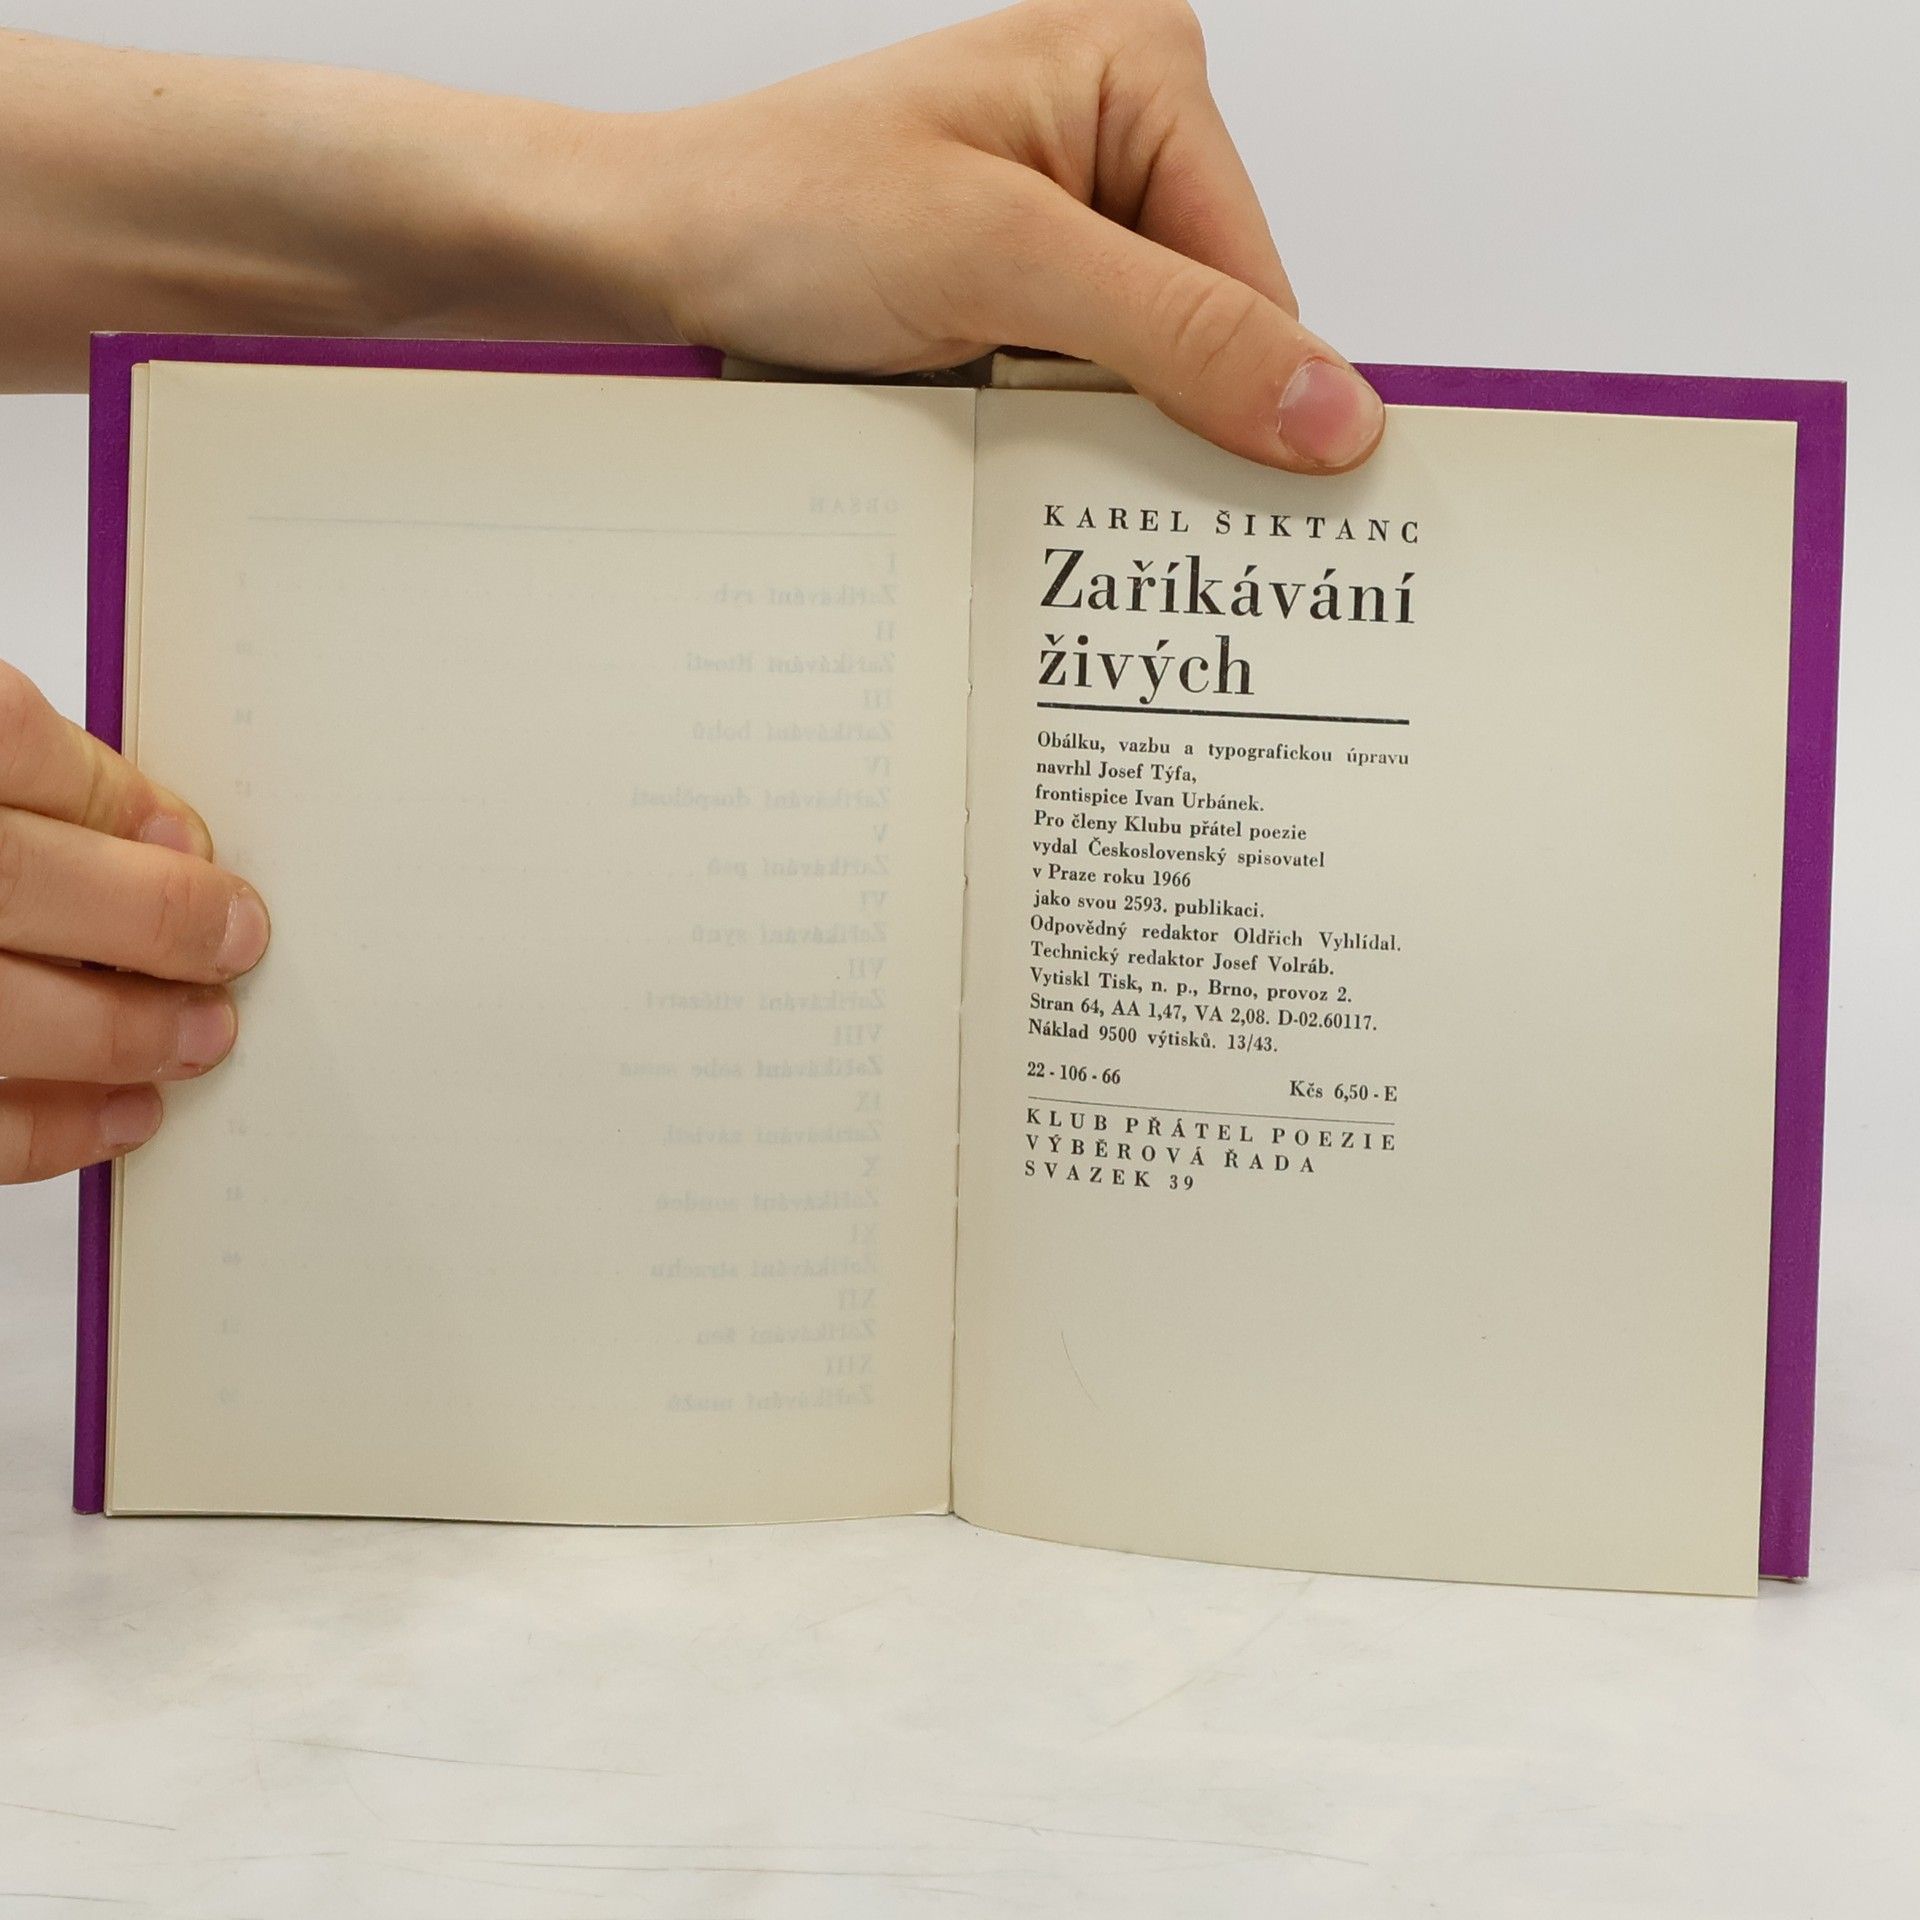 KAREL ŠIKTANC
Zaříkávání
živých
Obálku, vazbu a typografickou úpravu
navrhl Josef Týfa,
frontispice Ivan Urbánek.
Pro členy Klubu přátel poezie
vydal Československý spisovatel
v Praze roku 1966
jako svou 2593. publikaci.
Odpovědný redaktor Oldřich Vyhlídal.
Technický redaktor Josef Volráb.
Vytiskl Tisk, n. p., Brno, provoz 2.
Stran 64, AA 1,47, VA 2,08. D-02.60117.
Náklad 9500 výtisků. 13/43.
22 - 106 - 66 Kčs 6,50 - E
KLUB PŘÁTEL POEZIE
VÝBĚROVÁ ŘADA
SVAZEK 39